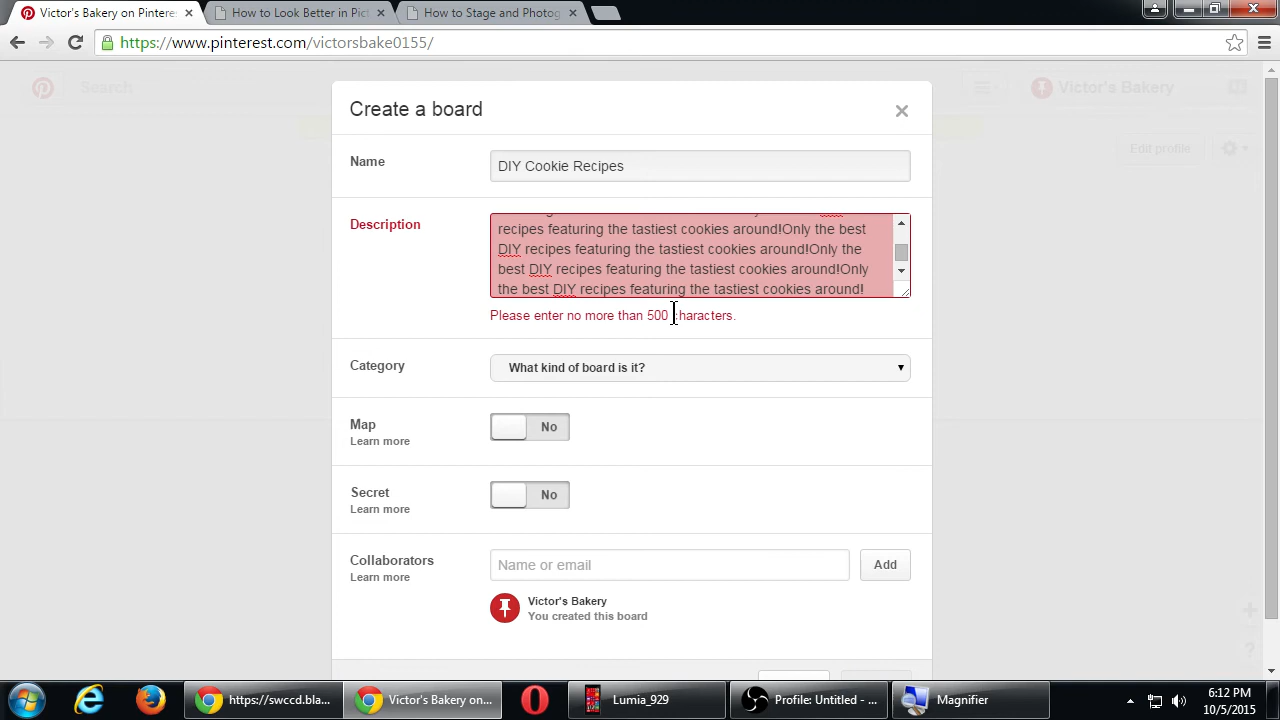 Victor's Bakery on Pinteres
How to Look Better in Pict
How to Stage and Photog
https://www.pinterest.com/victorsbake0155/
Search
Victor's Bakery
Create a board
Edit profile
Name
DIY Cookie Recipes
Description
recipes featuring the tastiest cookies around!Only the best
DIY recipes featuring the tastiest cookies around!Only the
best DIY recipes featuring the tastiest cookies around!Only
the best DIY recipes featuring the tastiest cookies around!
Please enter no more than 500 characters.
Category
What kind of board is it?
Map
Learn more
No
Secret
Learn more
No
Collaborators
Learn more
Name or email
Add
Victor's Bakery
You created this board
https://swccd.bla...
Victor's Bakery on...
Lumia_929
Profile: Untitled - ...
Magnifier
6:12 PM
10/5/2015